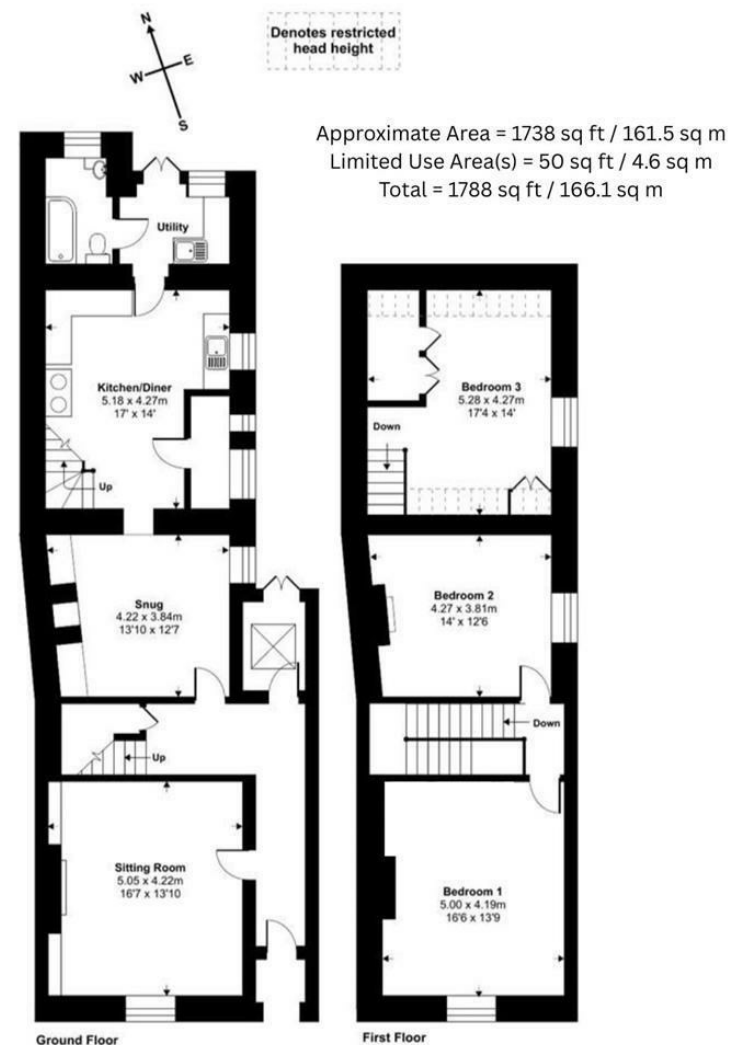 N
W
E
S
Denotes restricted
head height
Approximate Area = 1738 sq ft / 161.5 sq m
Limited Use Area(s) = 50 sq ft / 4.6 sq m
Total = 1788 sq ft / 166.1 sq m
Utility
Kitchen/Diner
5.18 x 4.27m
17' x 14'
Up
Snug
4.22 x 3.84m
13'10 x 12'7
Up
Sitting Room
5.05 x 4.22m
16'7 x 13'10
Ground Floor
Bedroom 3
5.28 x 4.27m
17'4 x 14'
Down
Bedroom 2
4.27 x 3.81m
14' x 12'6
Down
Bedroom 1
5.00 x 4.19m
16'6 x 13'9
First Floor